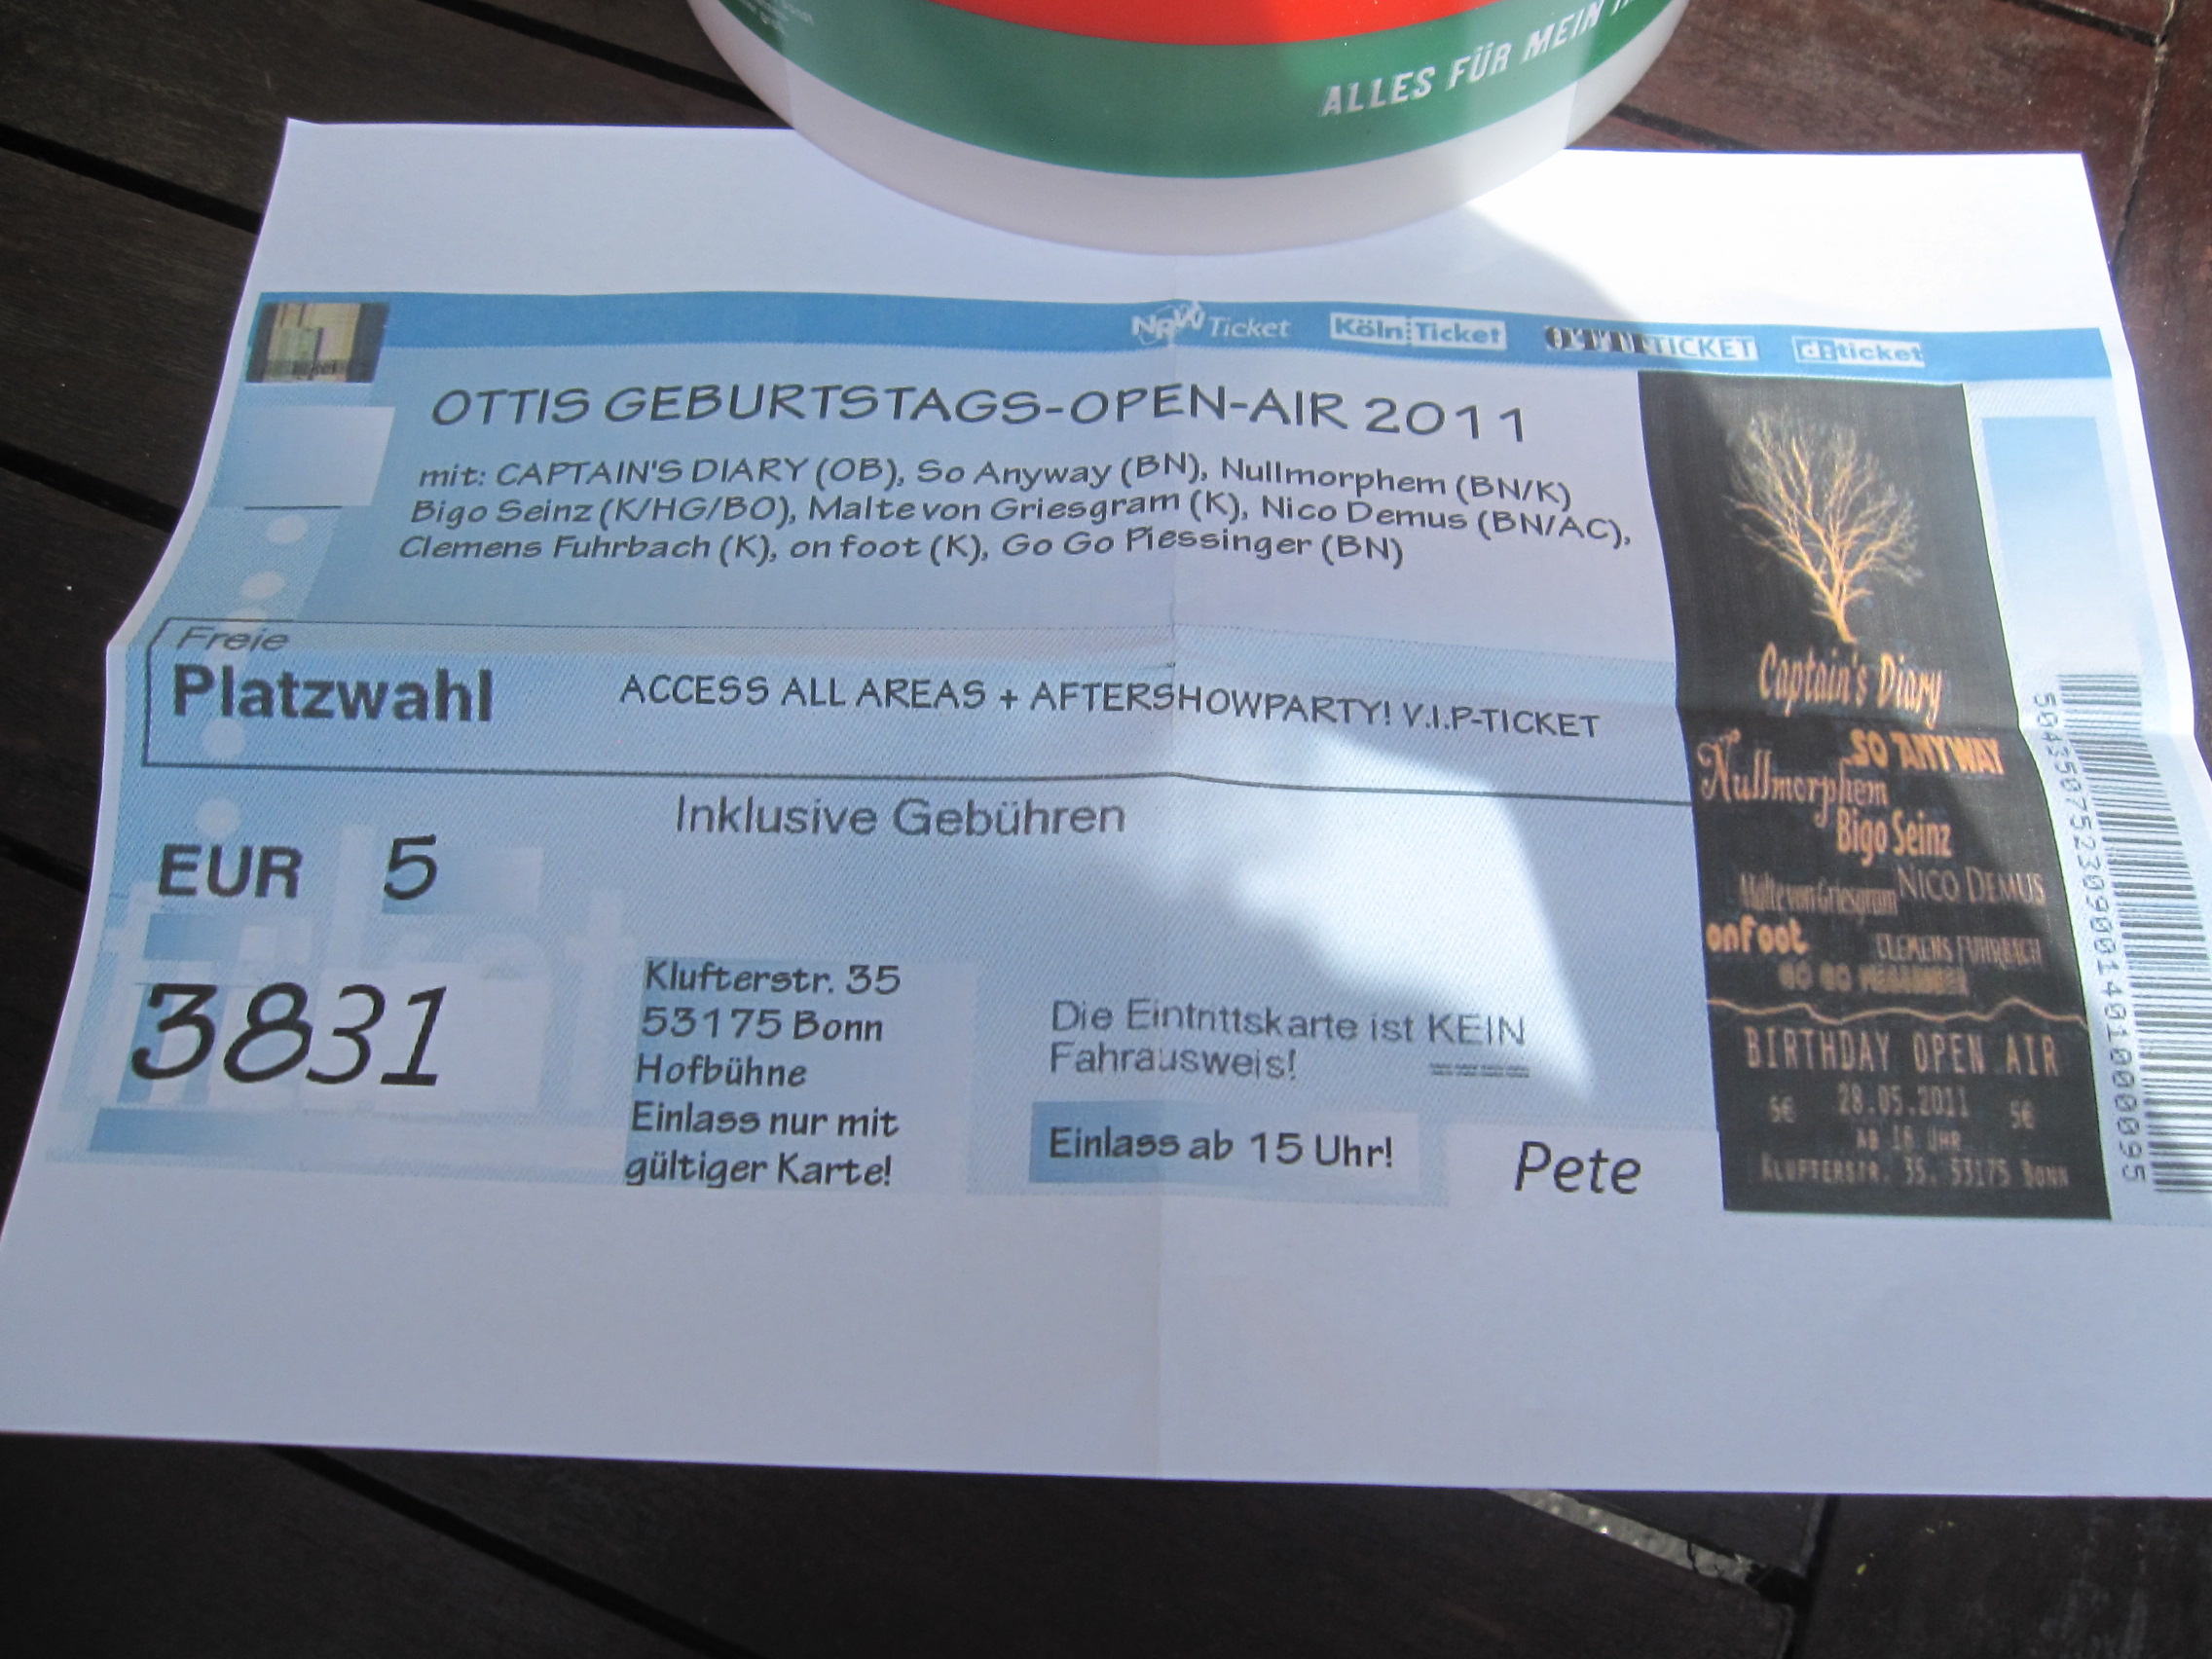 ALLES FÜR MEIN
NRW Ticket
Köln:Ticket
OTTITICKET
dticket
OTTIS GEBURTSTAGS-OPEN-AIR 2011
mit: CAPTAIN'S DIARY (OB), So Anyway (BN), Nullmorphem (BN/K)
Bigo Seinz (K/HG/BO), Malte von Griesgram (K), Nico Demus (BN/AC),
Clemens Fuhrbach (K), on foot (K), Go Go Piessinger (BN)
Freie
Platzwahl
ACCESS ALL AREAS + AFTERSHOWPARTY! V.I.P-TICKET
Inklusive Gebühren
EUR 5
3831
Klufterstr. 35
53175 Bonn
Hofbühne
Einlass nur mit
gültiger Karte!
Die Eintrittskarte ist KEIN
Fahrausweis!
Einlass ab 15 Uhr!
Pete
Captain's Diary
SO ANYWAY
Nullmorphem
Bigo Seinz
Malte von Griesgram
NICO DEMUS
onfoot
CLEMENS FUHRBACH
BIRTHDAY OPEN AIR
5€ 28.05.2011 5€
AB 16 UHR
KLUFTERSTR. 35. 53175 BONN